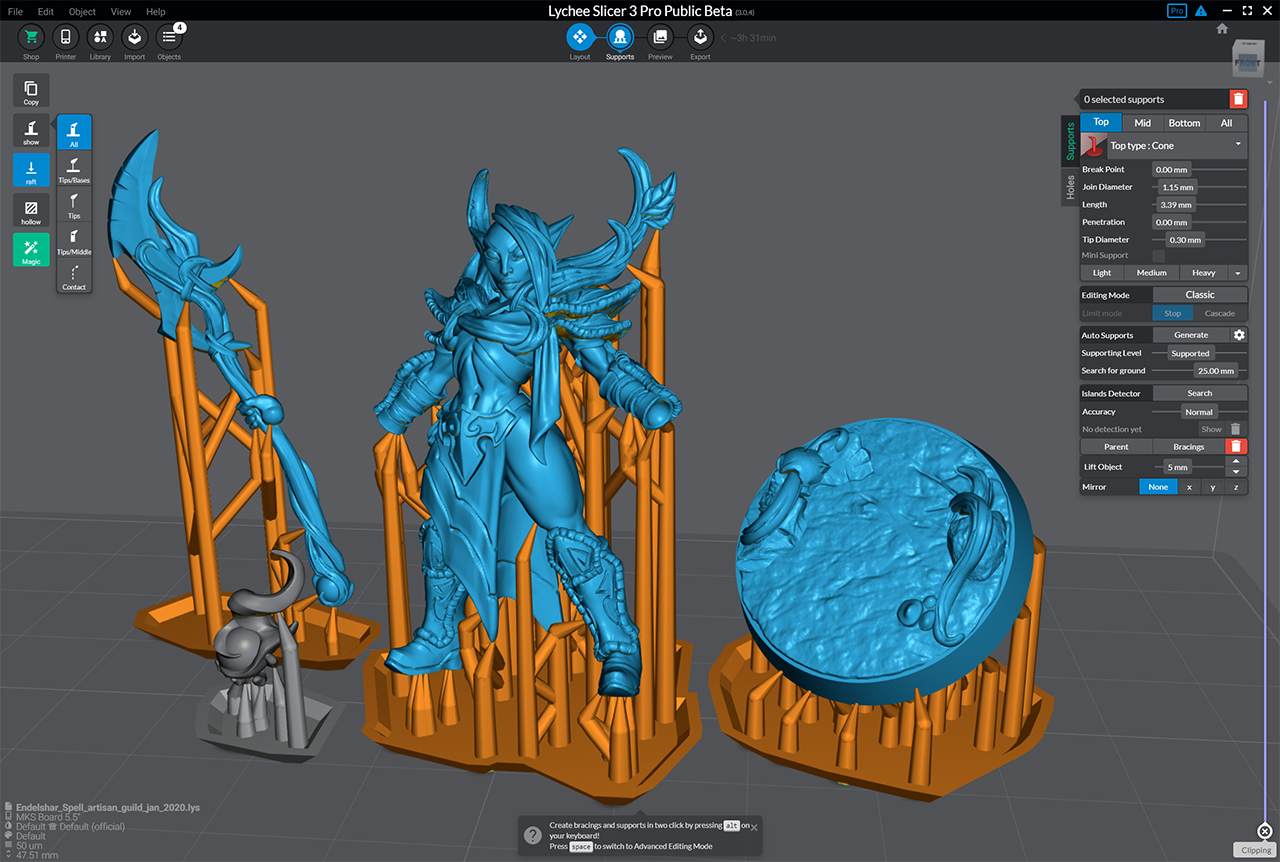 File Edit Object View Help
Lychee Slicer 3 Pro Public Beta (3.0.4)
Pro
Shop Printer Library Import Objects
4
Layout Supports Preview Export
~3h 31min
FRONT
Copy
show
raft
hollow
Magic
All
Tips/Bases
Tips
Tips/Middle
Contact
Supports
Holes
0 selected supports
Top Mid Bottom All
Top type : Cone
Break Point 0.00 mm
Join Diameter 1.15 mm
Length 3.39 mm
Penetration 0.00 mm
Tip Diameter 0.30 mm
Mini Support
Light Medium Heavy
Editing Mode Classic
Limit mode Stop Cascade
Auto Supports Generate
Supporting Level Supported
Search for ground 25.00 mm
Islands Detector Search
Accuracy Normal
No detection yet Show
Parent Bracings
Lift Object 5 mm
Mirror None x y z
Endelshar_Spell_artisan_guild_jan_2020.lys
MKS Board 5.5"
Default Default (official)
Default
50 um
47.51 mm
? Create bracings and supports in two click by pressing alt on
your keyboard!
Press space to switch to Advanced Editing Mode
Clipping